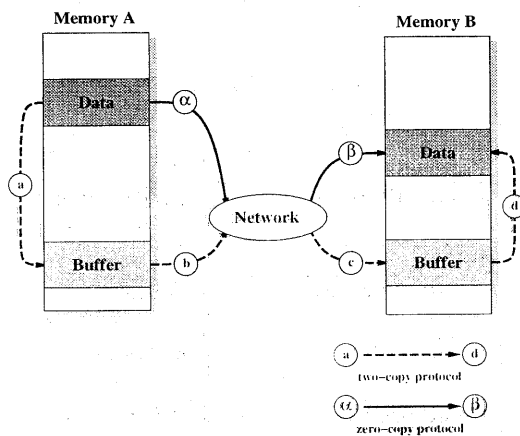 Memory A
Memory B
Data
α
β
Data
a
d
Network
Buffer
b
c
Buffer
a
d
two-copy protocol
α
β
zero-copy protocol